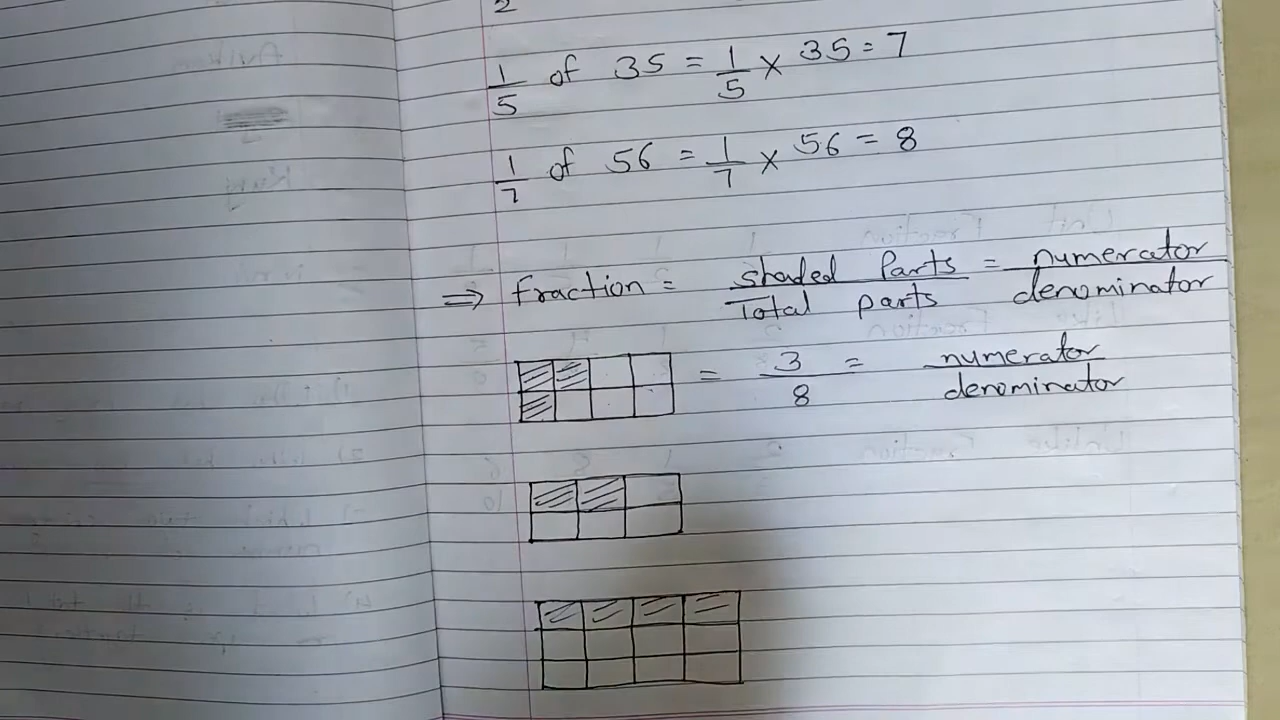 2
1/5 of 35 = 1/5 × 35 = 7
1/7 of 56 = 1/7 × 56 = 8
⇒ fraction = shaded Parts/Total parts = numerator/denominator
= 3/8 = numerator/denominator